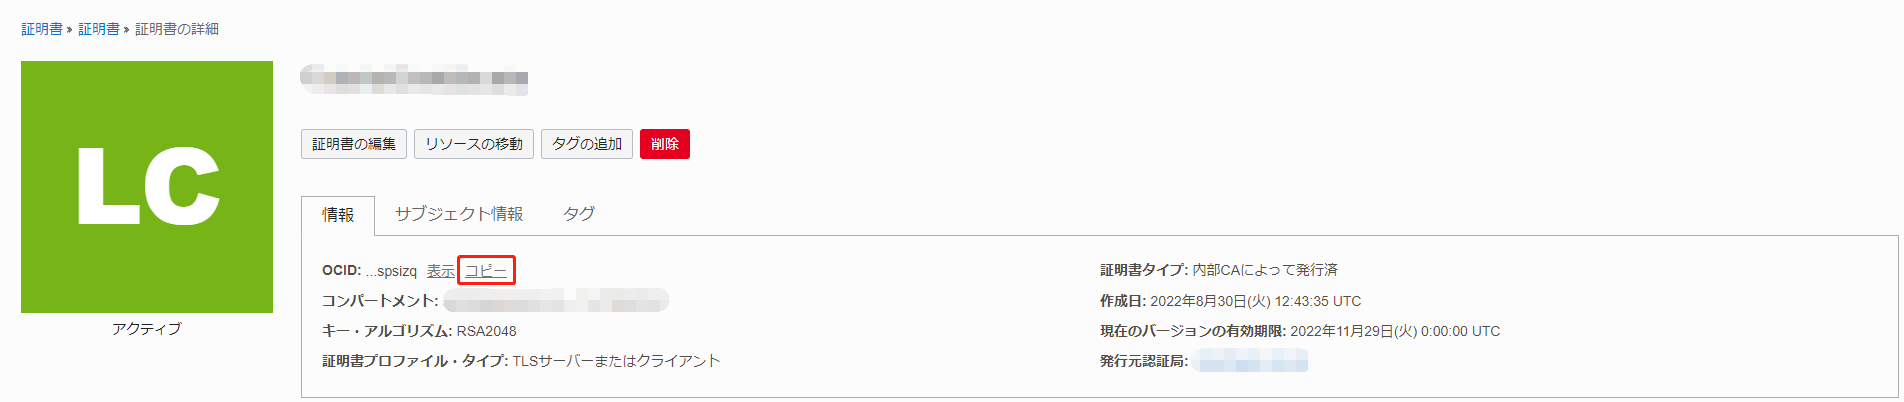 証明書 » 証明書 » 証明書の詳細
LC
アクティブ
証明書の編集 リソースの移動 タグの追加 削除
情報 サブジェクト情報 タグ
OCID: ...spsizq 表示 コピー
コンパートメント:
キー・アルゴリズム: RSA2048
証明書プロファイル・タイプ: TLSサーバーまたはクライアント
証明書タイプ: 内部CAによって発行済
作成日: 2022年8月30日(火) 12:43:35 UTC
現在のバージョンの有効期限: 2022年11月29日(火) 0:00:00 UTC
発行元認証局: